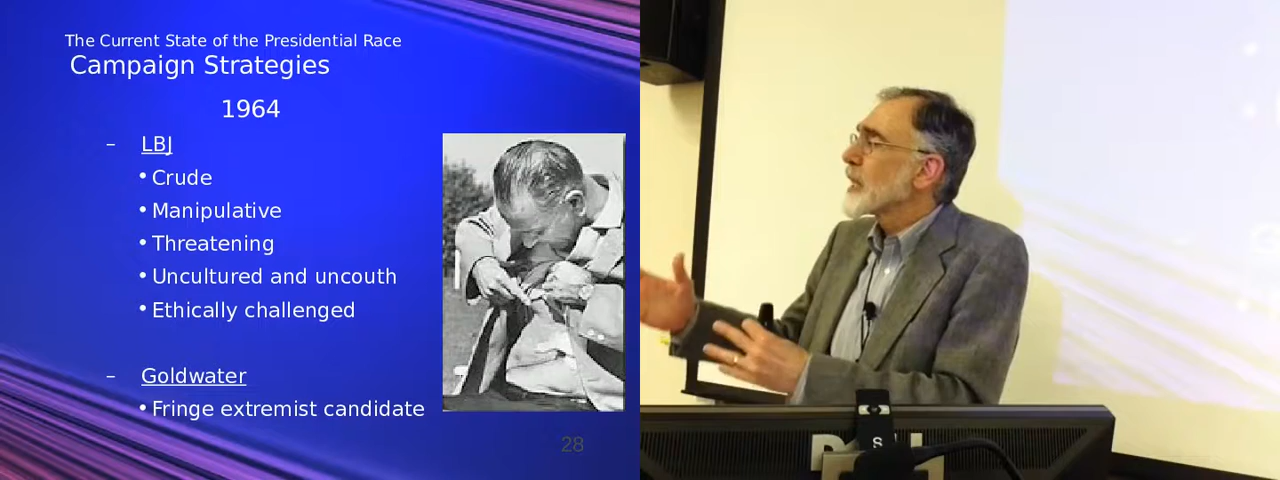 The Current State of the Presidential Race
Campaign Strategies
1964
– LBJ
• Crude
• Manipulative
• Threatening
• Uncultured and uncouth
• Ethically challenged
– Goldwater
• Fringe extremist candidate
28